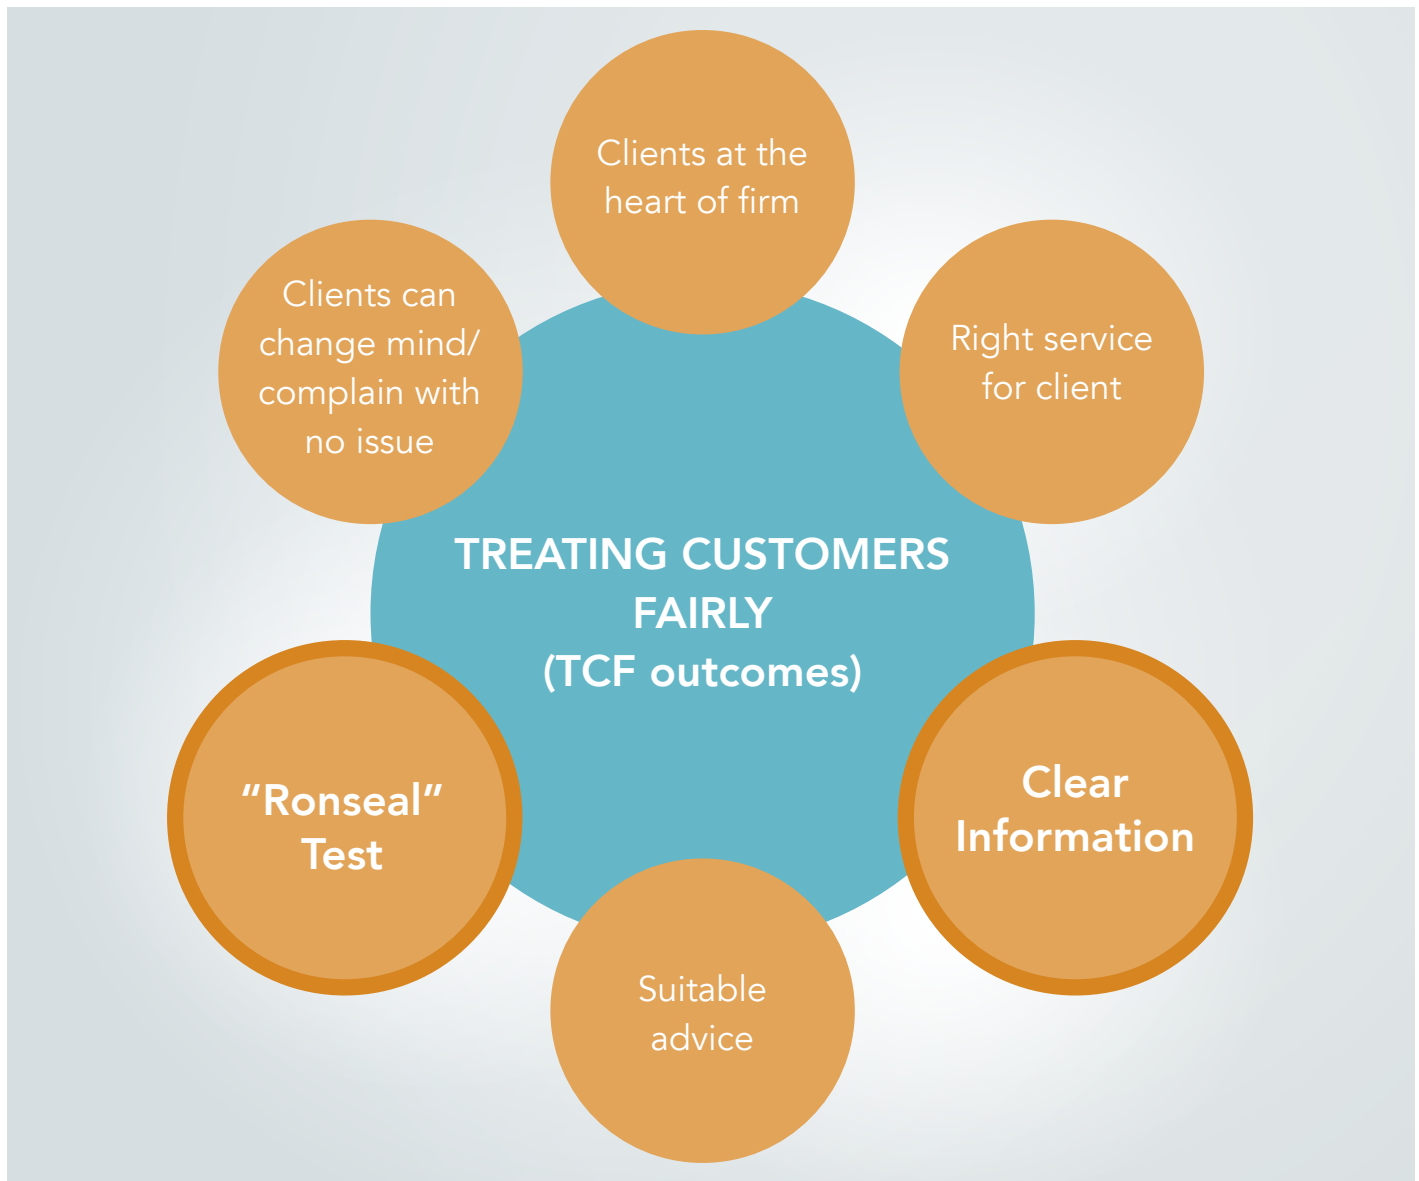 Clients at the
heart of firm
Clients can
change mind/
complain with
no issue
Right service
for client
TREATING CUSTOMERS
FAIRLY
(TCF outcomes)
“Ronseal”
Test
Clear
Information
Suitable
advice